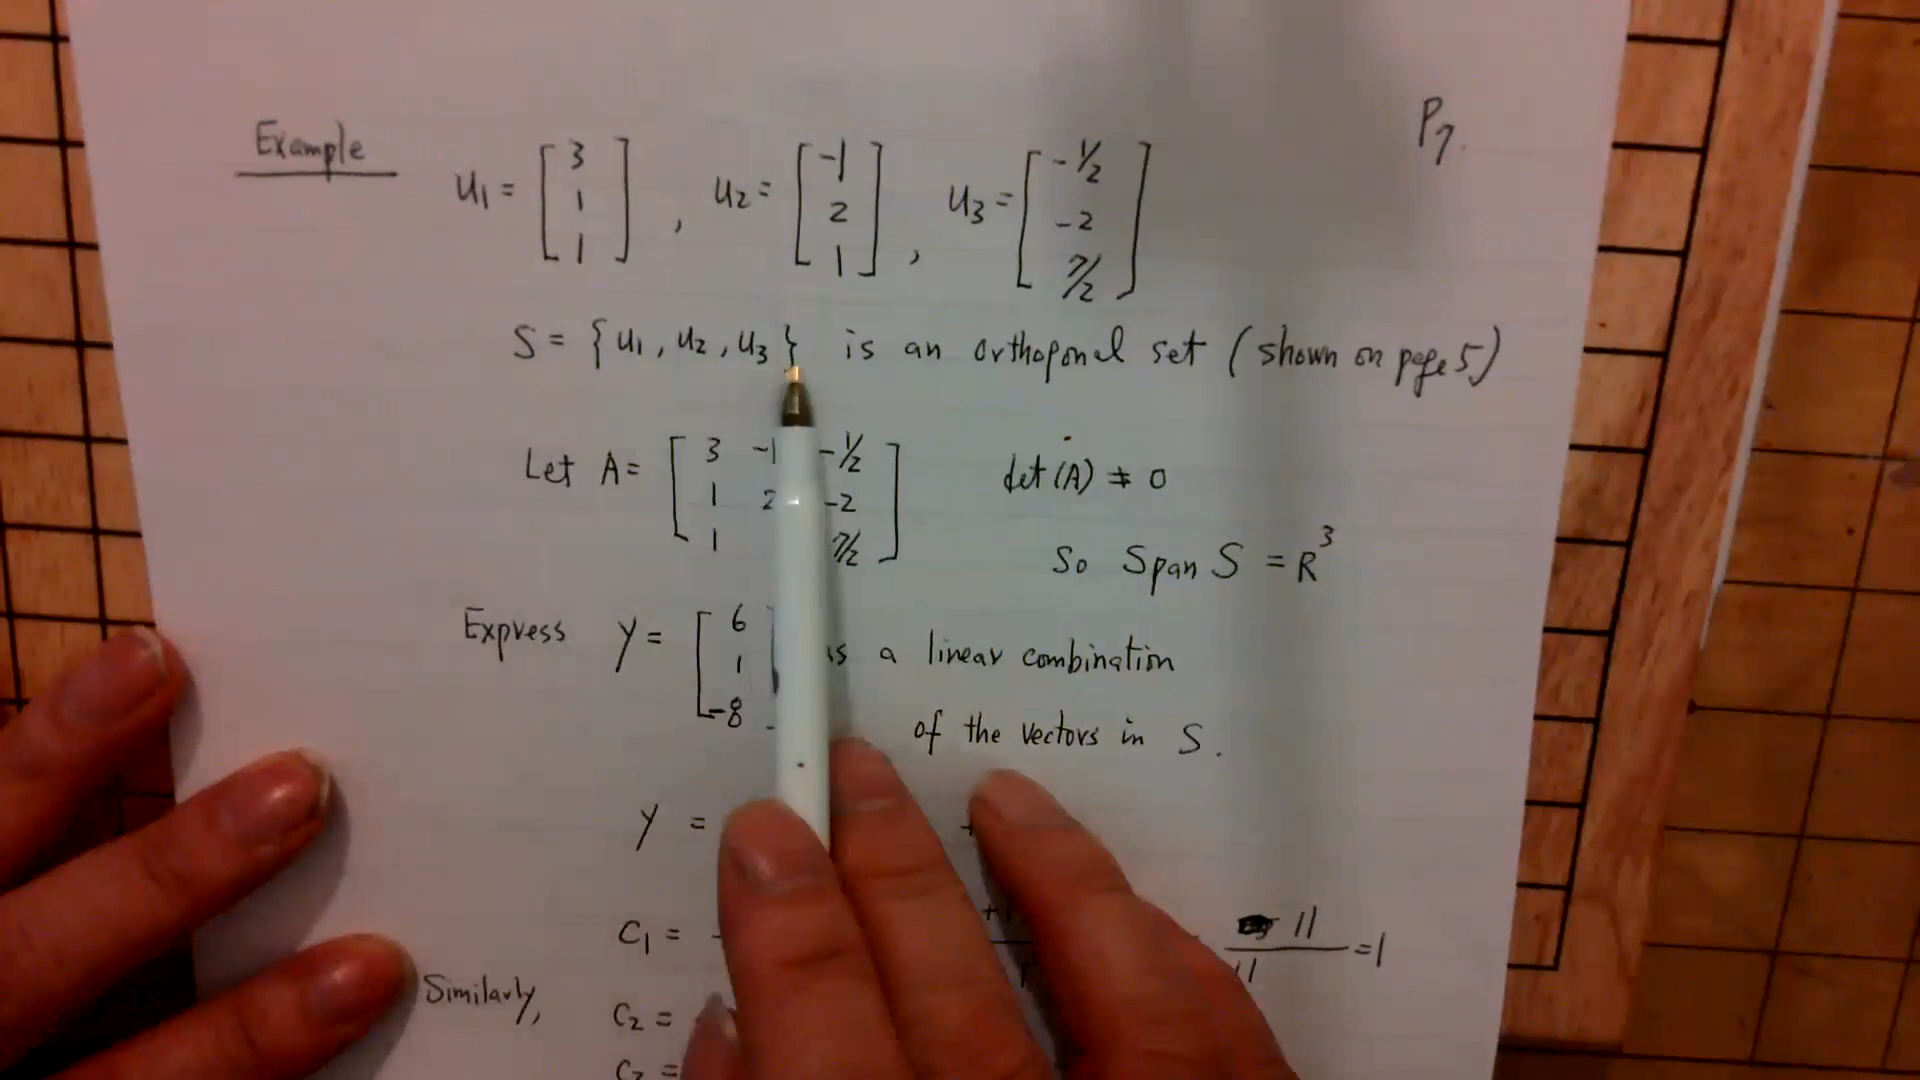 P7.
Example u1 = [3 1 1], u2 = [-1 2 1], u3 = [-1/2 -2 7/2]
S = {u1, u2, u3} is an orthogonal set (shown on page 5)
Let A = [3 -1 -1/2
1 2 -2
1 7/2] det(A) ≠ 0
So Span S = R^3
Express y = [6 1 -8] a linear combination
of the vectors in S.
y = +
c1 = 11/11 = 1
Similarly,
c2 =